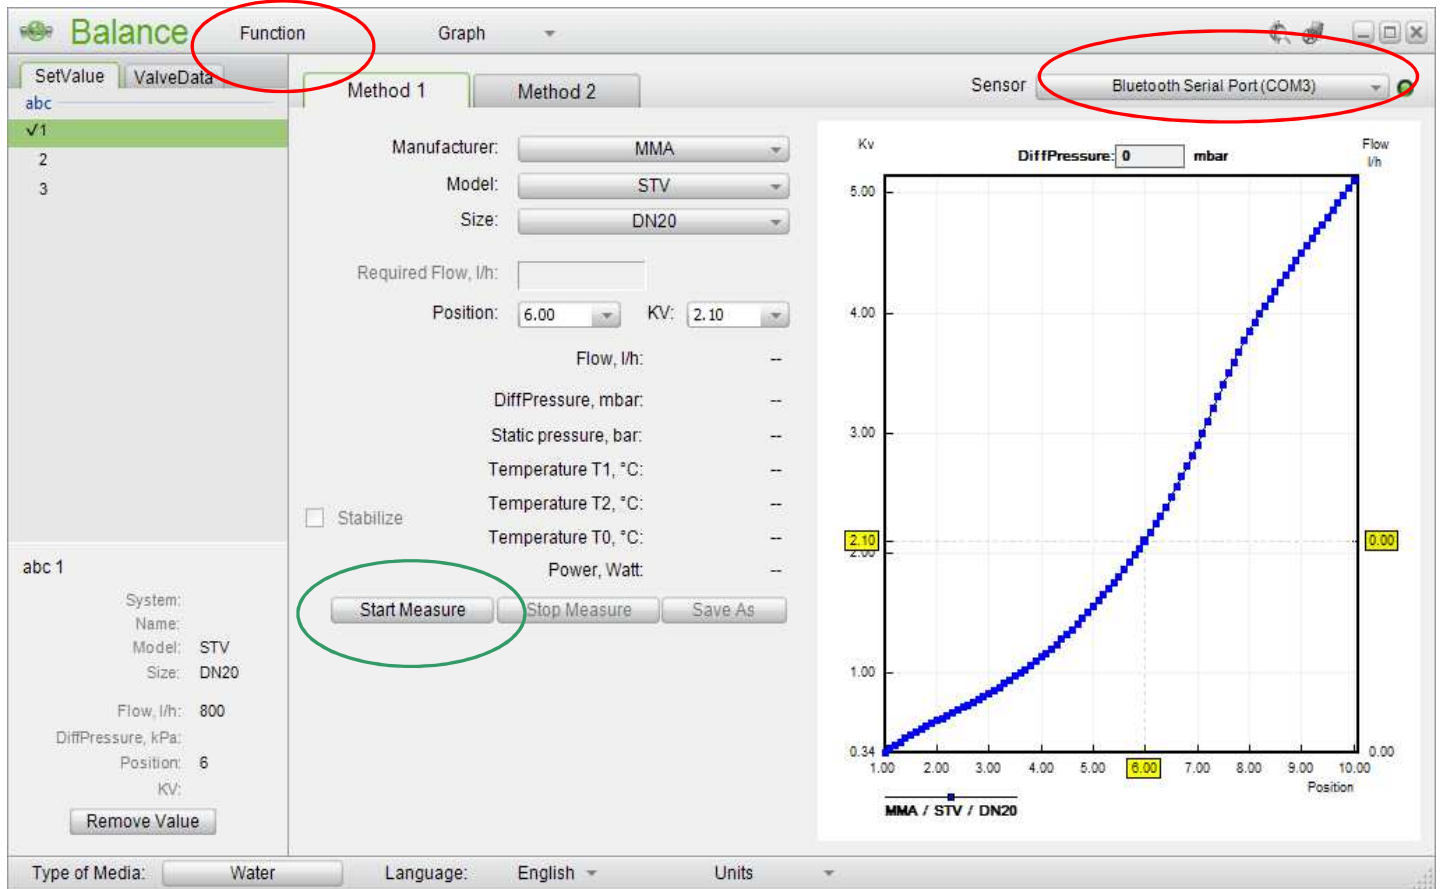 Balance Function Graph
SetValue ValveData
abc
√1
2
3
Method 1 Method 2
Sensor Bluetooth Serial Port (COM3)
Manufacturer: MMA
Model: STV
Size: DN20
Required Flow, l/h:
Position: 6.00 KV: 2.10
Flow, l/h: --
DiffPressure, mbar: --
Static pressure, bar: --
Temperature T1, °C: --
Temperature T2, °C: --
Stabilize
Temperature T0, °C: --
Power, Watt: --
Start Measure Stop Measure Save As
Kv DiffPressure: 0 mbar Flow
l/h
5.00
4.00
3.00
2.10 0.00
2.00
1.00
0.34 0.00
1.00 2.00 3.00 4.00 5.00 6.00 7.00 8.00 9.00 10.00
Position
MMA / STV / DN20
abc 1
System:
Name:
Model: STV
Size: DN20
Flow, l/h: 800
DiffPressure, kPa:
Position: 6
KV:
Remove Value
Type of Media: Water Language: English Units